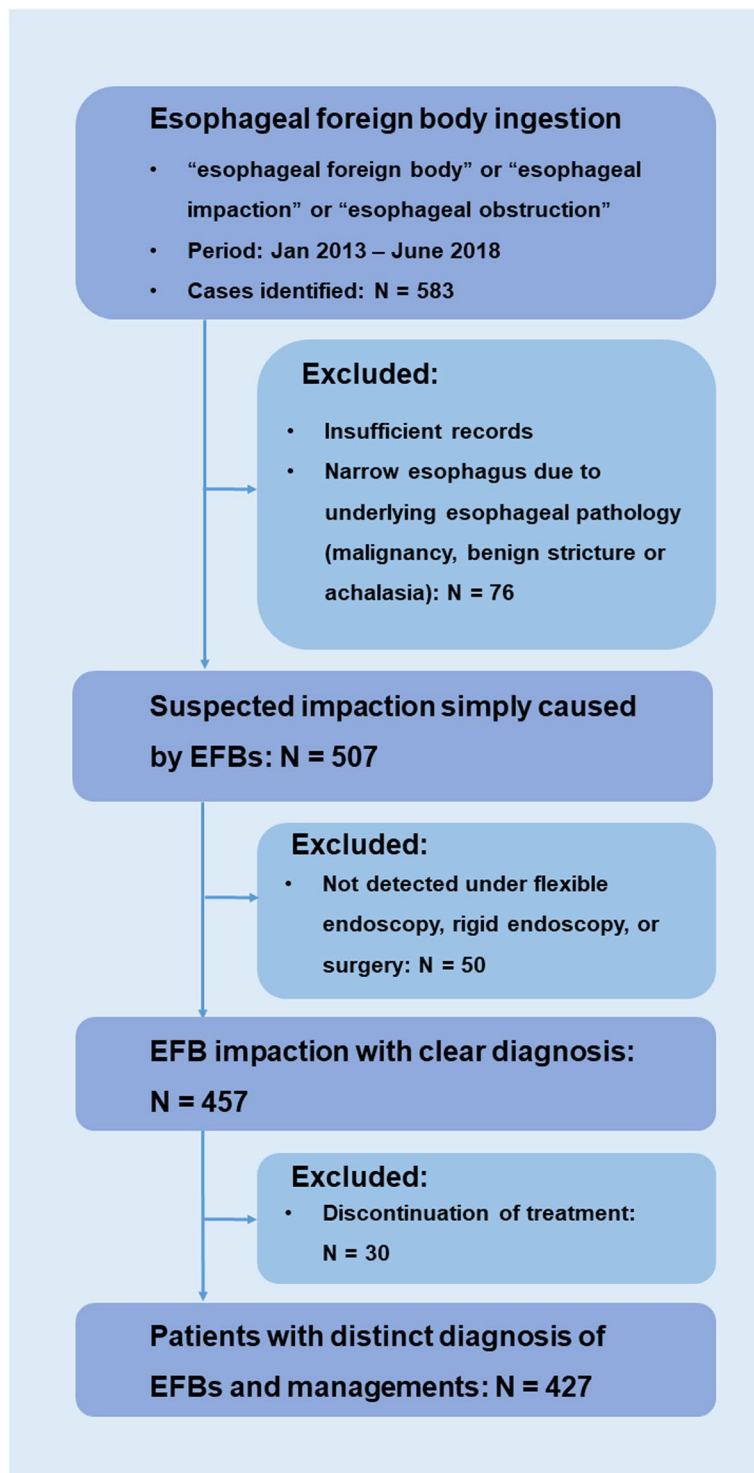 Esophageal foreign body ingestion
• “esophageal foreign body” or “esophageal
impaction” or “esophageal obstruction”
• Period: Jan 2013 – June 2018
• Cases identified: N = 583
Excluded:
• Insufficient records
• Narrow esophagus due to
underlying esophageal pathology
(malignancy, benign stricture or
achalasia): N = 76
Suspected impaction simply caused
by EFBs: N = 507
Excluded:
• Not detected under flexible
endoscopy, rigid endoscopy, or
surgery: N = 50
EFB impaction with clear diagnosis:
N = 457
Excluded:
• Discontinuation of treatment:
N = 30
Patients with distinct diagnosis of
EFBs and managements: N = 427